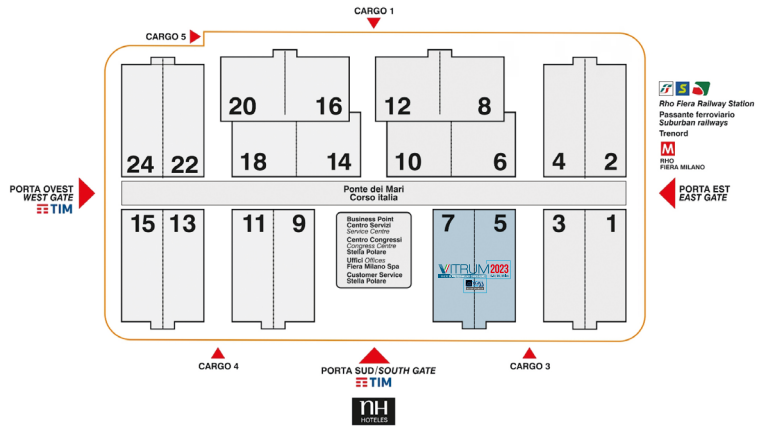 CARGO 1
CARGO 5
20 16 12 8
24 22 18 14 10 6 4 2
Rho Fiera Railway Station
Passante ferroviario
Suburban railways
Trenord
M
RHO
FIERA MILANO
PORTA OVEST
WEST GATE
TIM
Ponte dei Mari
Corso italia
PORTA EST
EAST GATE
15 13 11 9 7 5 3 1
Business Point
Centro Servizi
Service Centre
Centro Congressi
Congress Centre
Stella Polare
Uffici Offices
Fiera Milano Spa
Customer Service
Stella Polare
VITRUM 2023
CARGO 4
PORTA SUD/SOUTH GATE
TIM
CARGO 3
nH
HOTELES